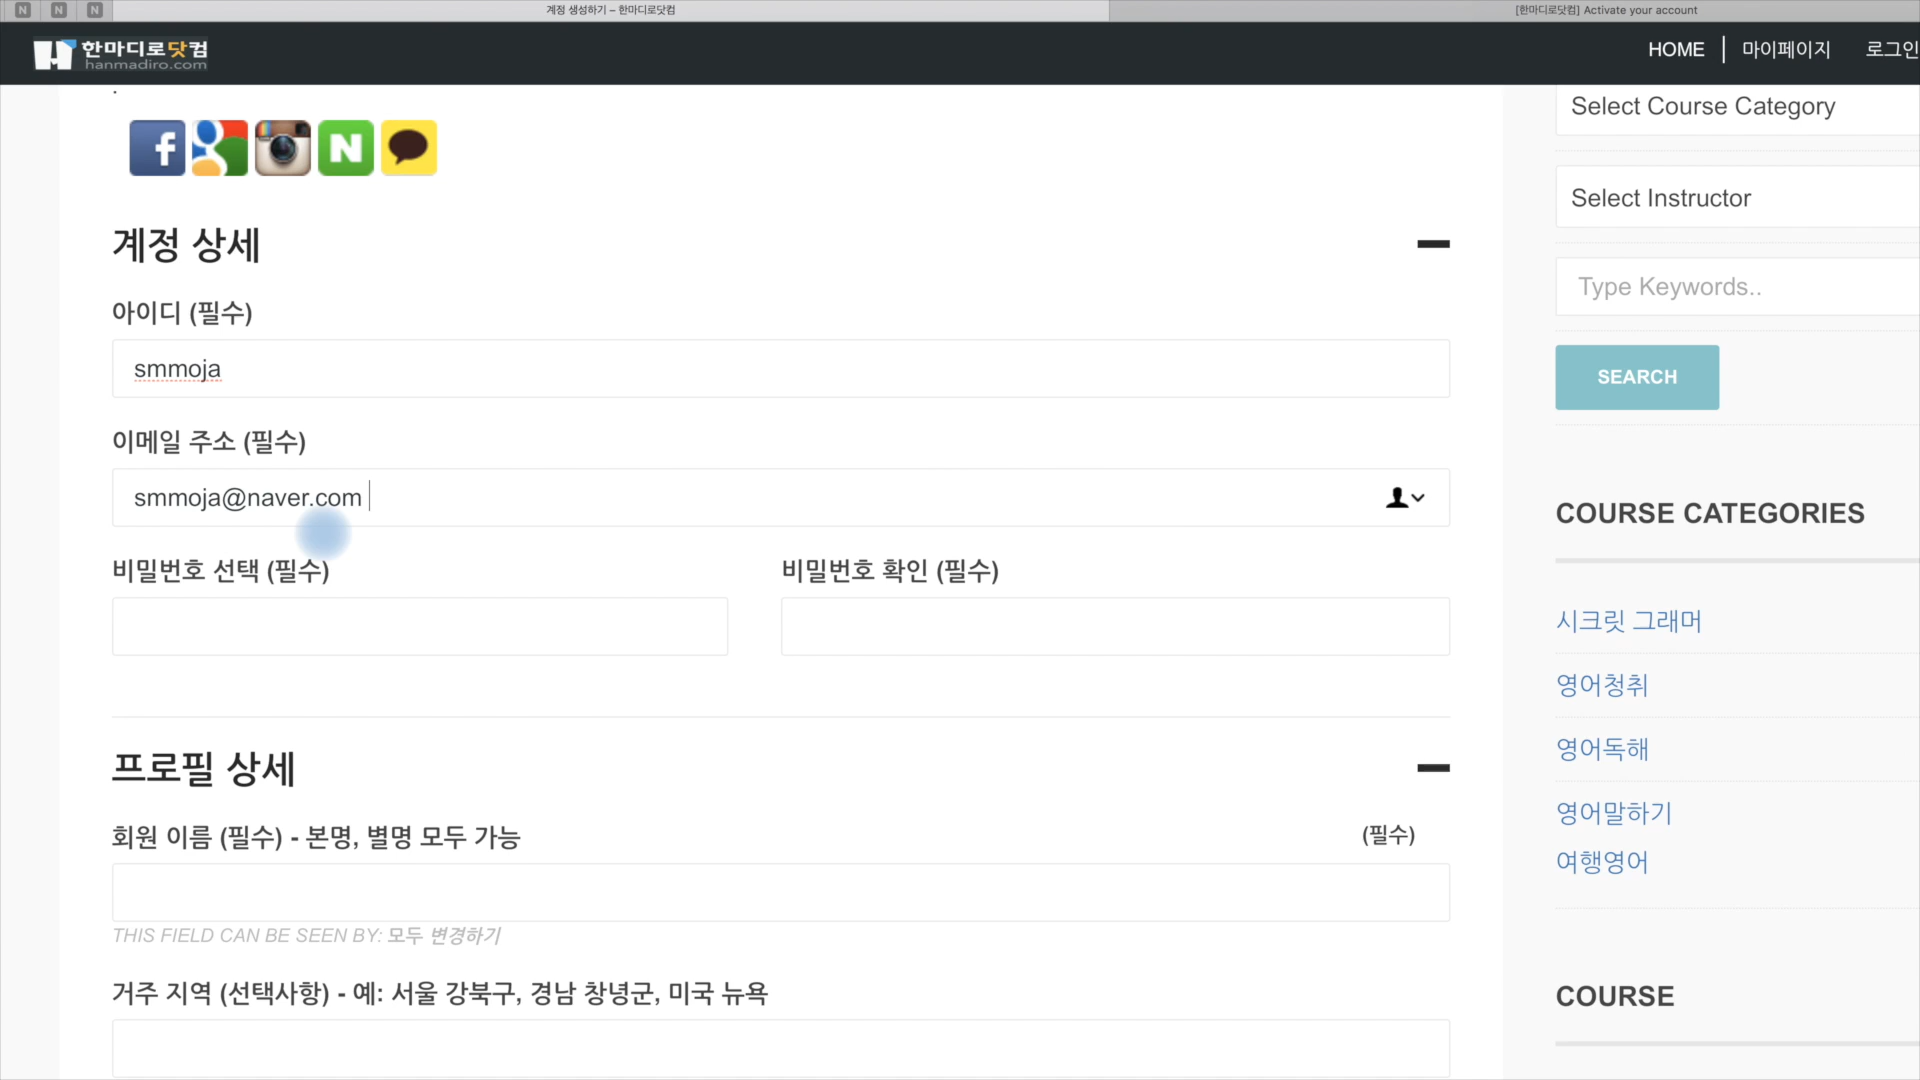 N
N
N
계정 생성하기 – 한마디로닷컴
[한마디로닷컴] Activate your account
한마디로닷컴
hanmadiro.com
HOME
마이페이지
로그인
f
N
계정 상세
아이디 (필수)
smmoja
이메일 주소 (필수)
smmoja@naver.com
비밀번호 선택 (필수)
비밀번호 확인 (필수)
프로필 상세
회원 이름 (필수) - 본명, 별명 모두 가능
(필수)
THIS FIELD CAN BE SEEN BY: 모두 변경하기
거주 지역 (선택사항) - 예: 서울 강북구, 경남 창녕군, 미국 뉴욕
Select Course Category
Select Instructor
Type Keywords..
SEARCH
COURSE CATEGORIES
시크릿 그래머
영어청취
영어독해
영어말하기
여행영어
COURSE